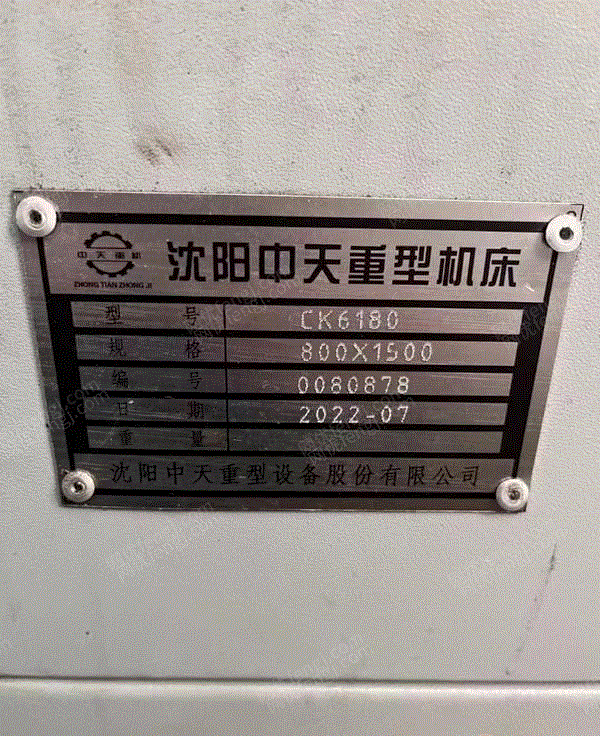 中天重机
ZHONG TIAN ZHONG JI
沈阳中天重型机床
型 号 CK6180
规 格 800X1500
编 号 0080878
日 期 2022-07
重 量
沈阳中天重型设备股份有限公司